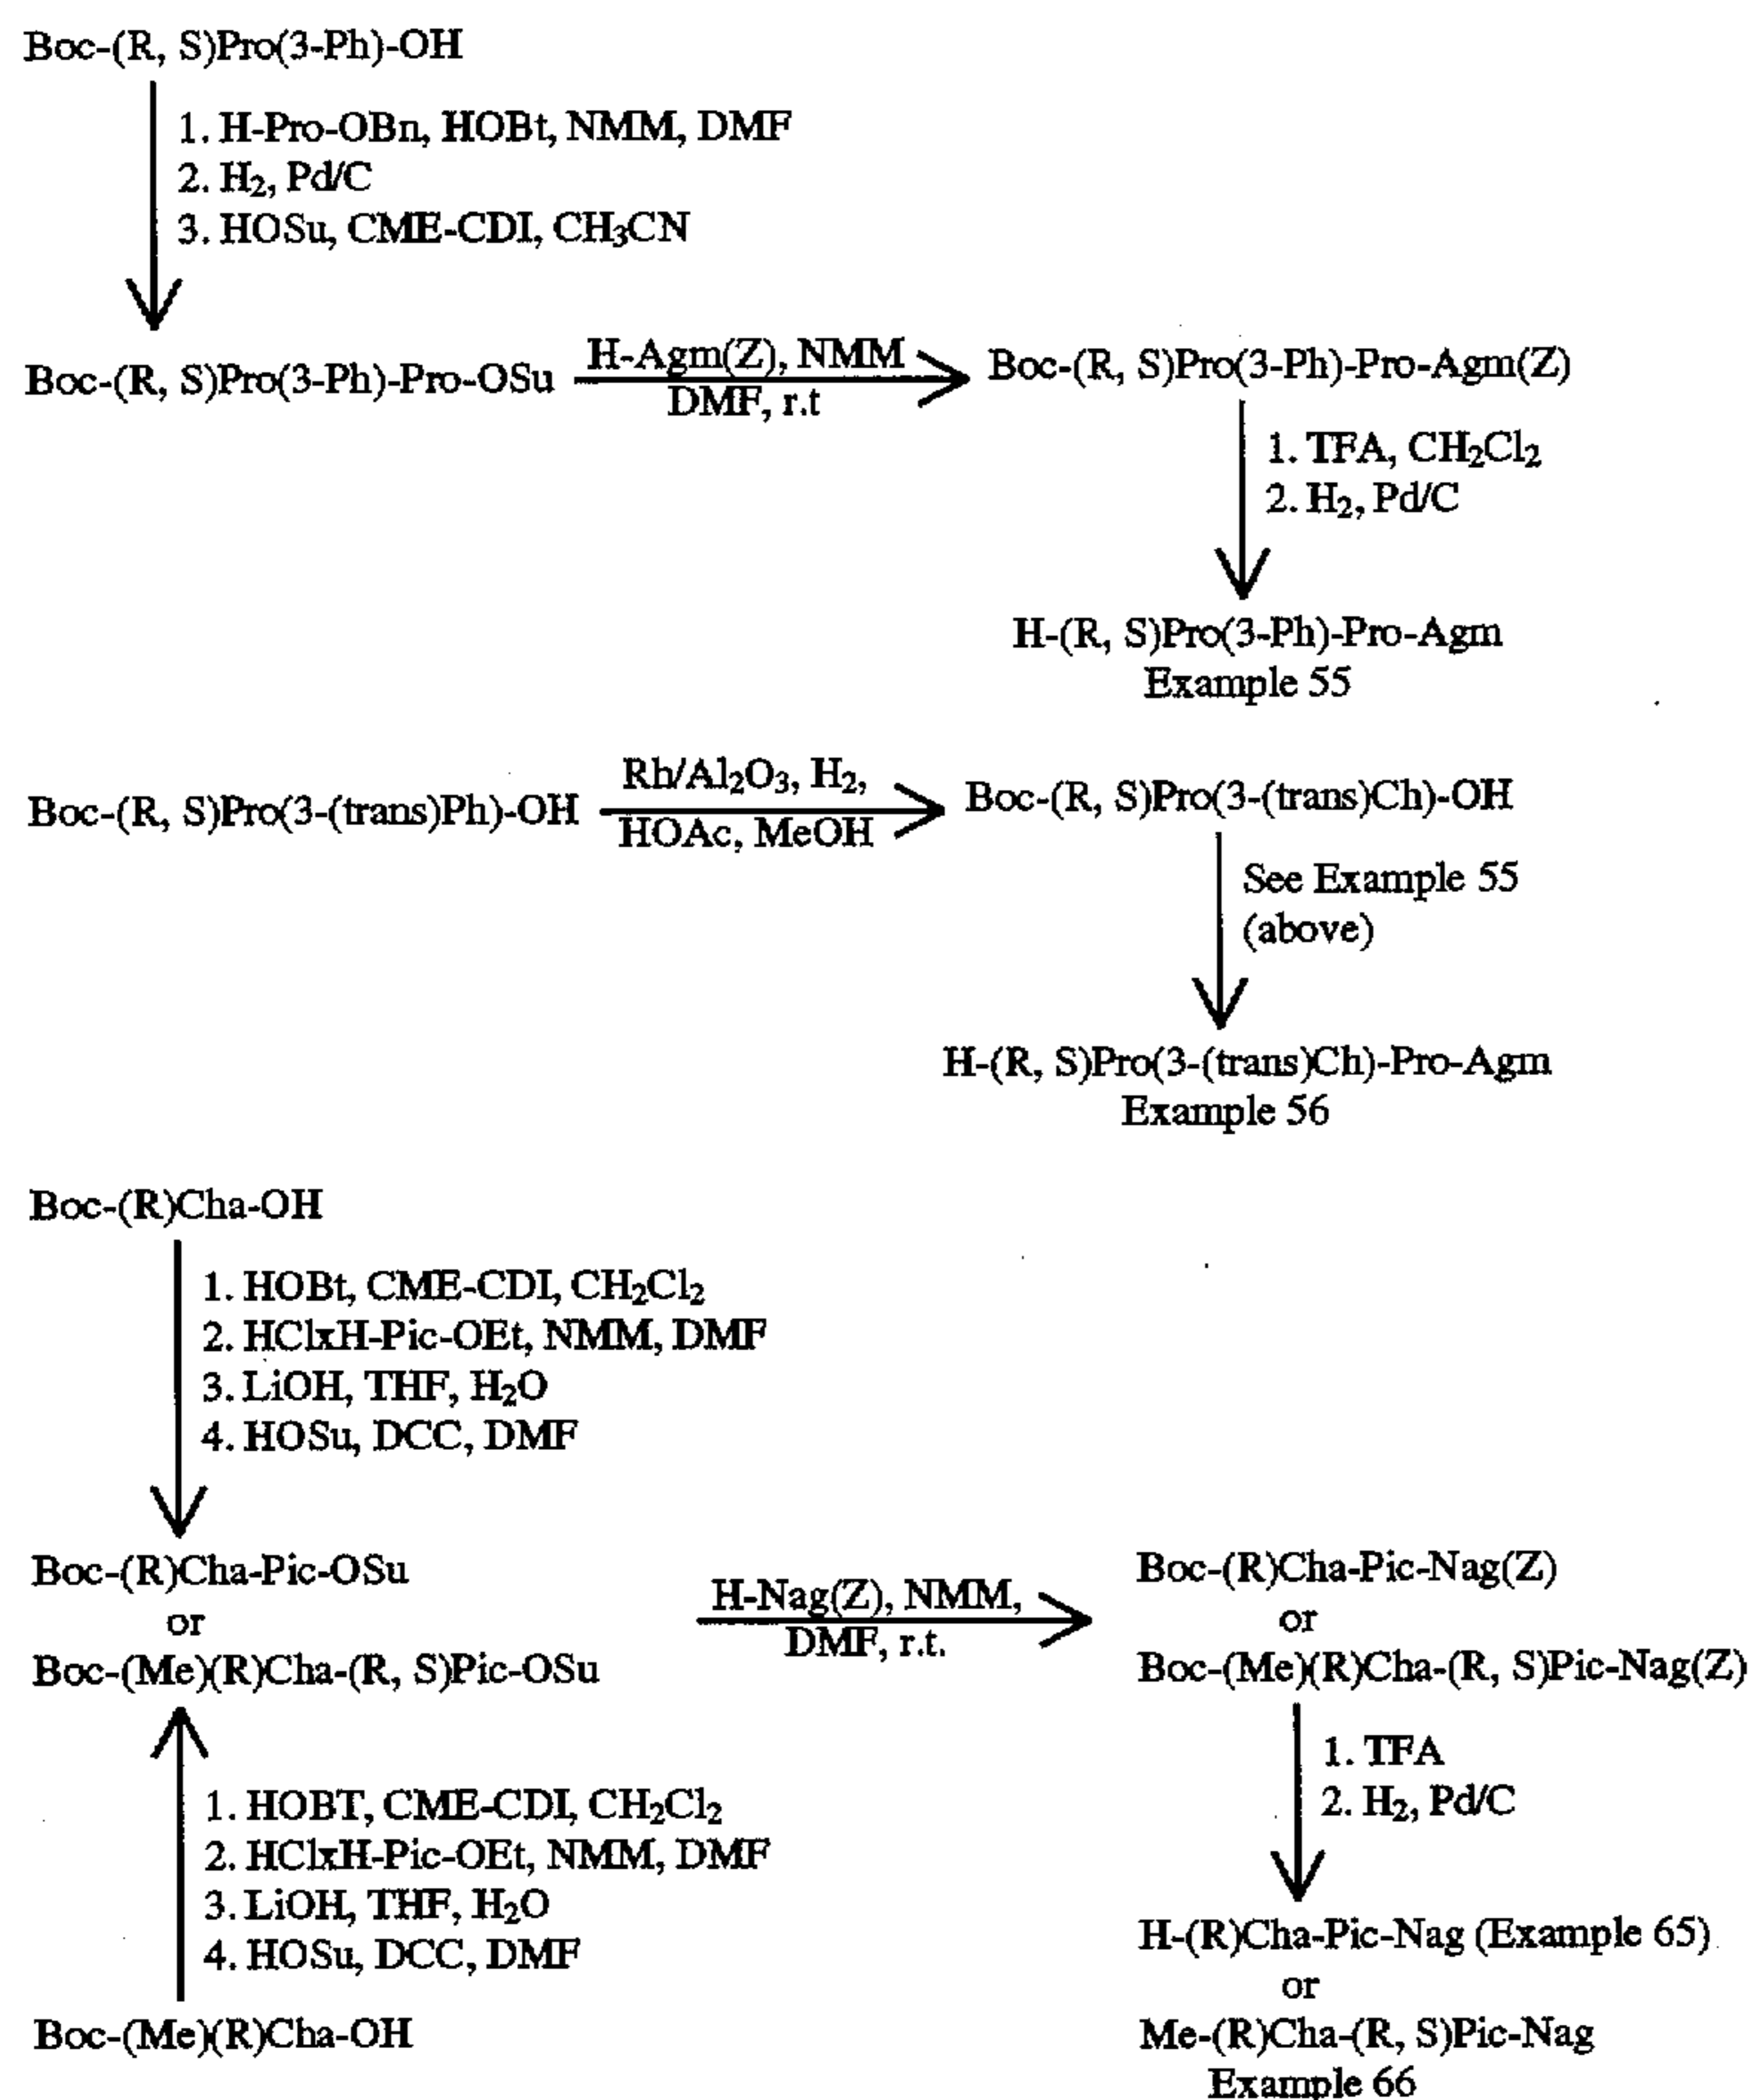 Boc-(R, S)Pro(3-Ph)-OH
1. H-Pro-OBn, HOBt, NMM, DMF
2. H₂, Pd/C
3. HOSu, CME-CDI, CH₃CN
Boc-(R, S)Pro(3-Ph)-Pro-OSu
H-Agm(Z), NMM
DMF, r.t
Boc-(R, S)Pro(3-Ph)-Pro-Agm(Z)
1. TFA, CH₂Cl₂
2. H₂, Pd/C
H-(R, S)Pro(3-Ph)-Pro-Agm
Example 55
Boc-(R, S)Pro(3-(trans)Ph)-OH
Rh/Al₂O₃, H₂,
HOAc, MeOH
Boc-(R, S)Pro(3-(trans)Ch)-OH
See Example 55
(above)
H-(R, S)Pro(3-(trans)Ch)-Pro-Agm
Example 56
Boc-(R)Cha-OH
1. HOBt, CME-CDI, CH₂Cl₂
2. HClxH-Pic-OEt, NMM, DMF
3. LiOH, THF, H₂O
4. HOSu, DCC, DMF
Boc-(R)Cha-Pic-OSu
or
Boc-(Me)(R)Cha-(R, S)Pic-OSu
H-Nag(Z), NMM,
DMF, r.t.
Boc-(R)Cha-Pic-Nag(Z)
or
Boc-(Me)(R)Cha-(R, S)Pic-Nag(Z)
1. TFA
2. H₂, Pd/C
H-(R)Cha-Pic-Nag (Example 65)
or
Me-(R)Cha-(R, S)Pic-Nag
Example 66
1. HOBT, CME-CDI, CH₂Cl₂
2. HClxH-Pic-OEt, NMM, DMF
3. LiOH, THF, H₂O
4. HOSu, DCC, DMF
Boc-(Me)(R)Cha-OH